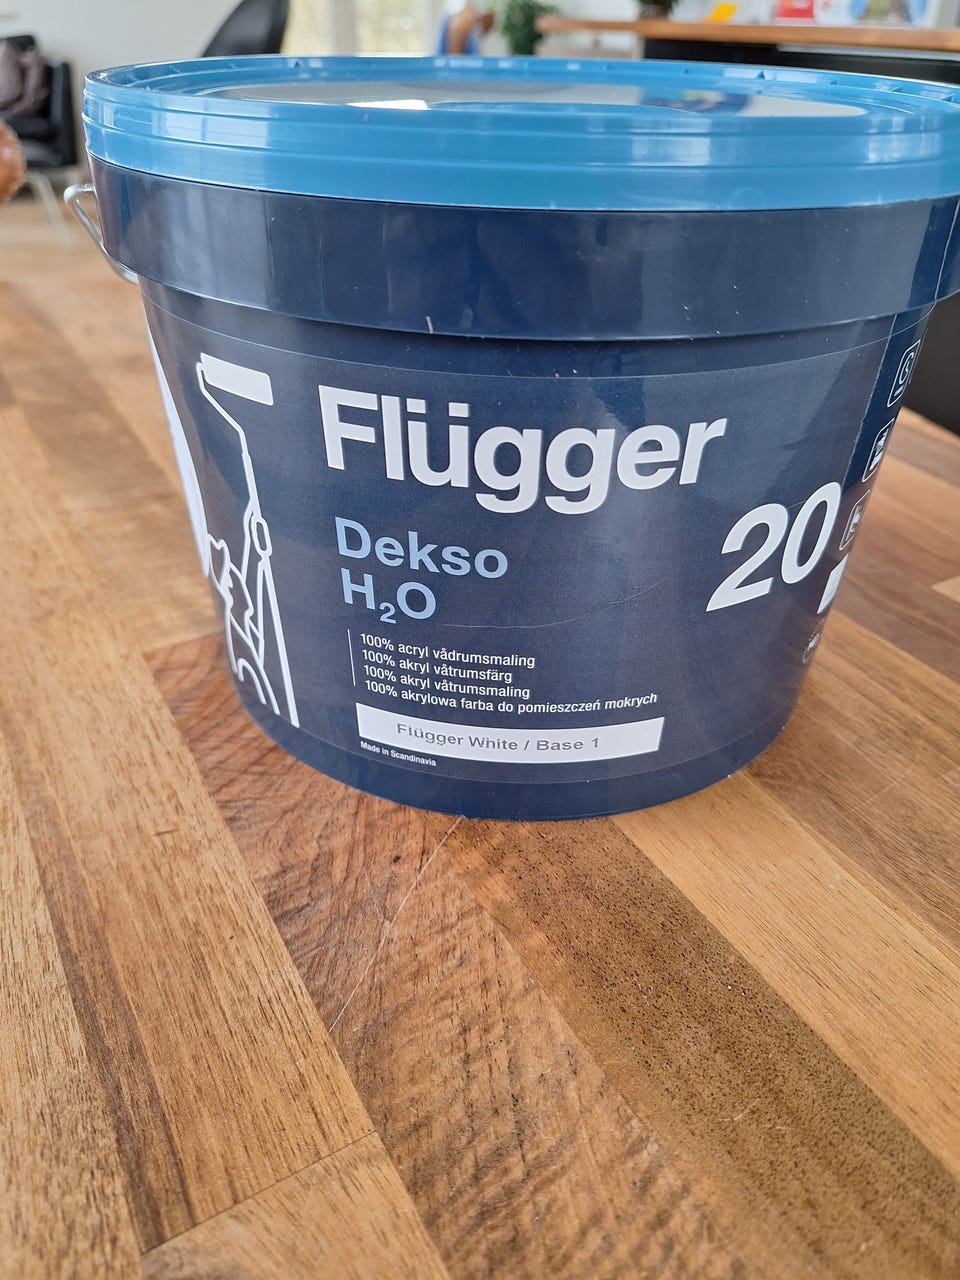 Flügger
Dekso
H₂O
20
100% acryl vådrumsmaling
100% akryl våtrumsfärg
100% akryl våtrumsmaling
100% akrylowa farba do pomieszczeń mokrych
Flügger White / Base 1
Made in Scandinavia